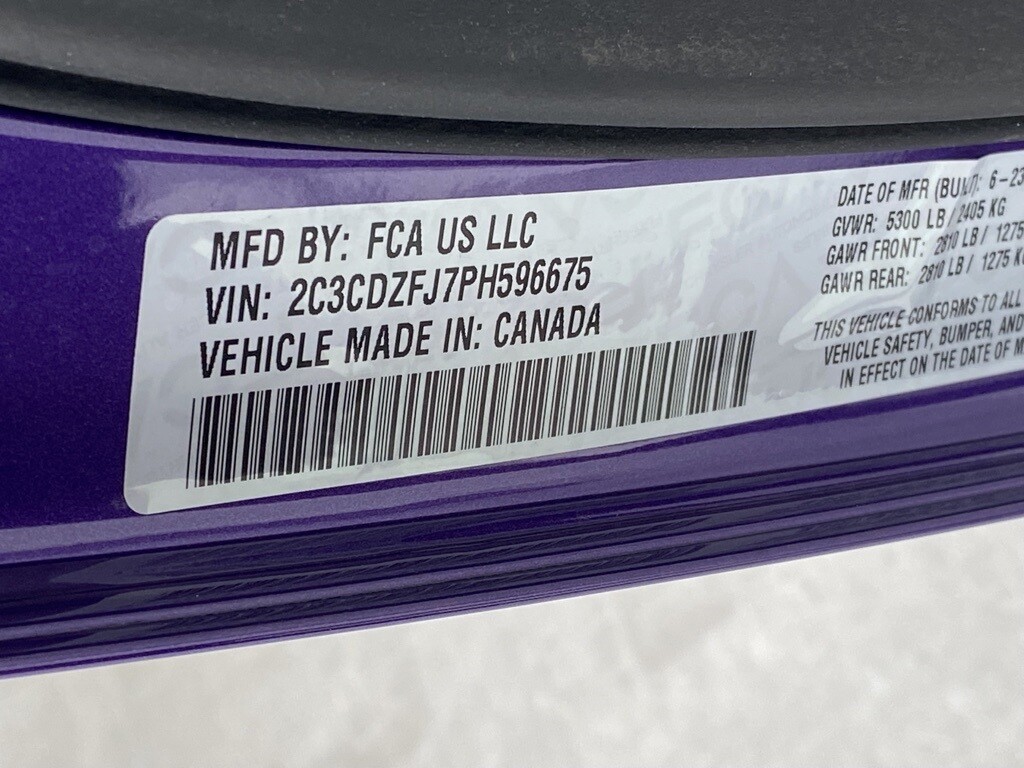 MFD BY: FCA US LLC
VIN: 2C3CDZFJ7PH596675
VEHICLE MADE IN: CANADA
DATE OF MFR (BUILT): 6-23
GVWR: 5300 LB / 2405 KG
GAWR FRONT: 2810 LB / 1275
GAWR REAR: 2810 LB / 1275 KG
THIS VEHICLE CONFORMS TO ALL
VEHICLE SAFETY, BUMPER, AND
IN EFFECT ON THE DATE OF M